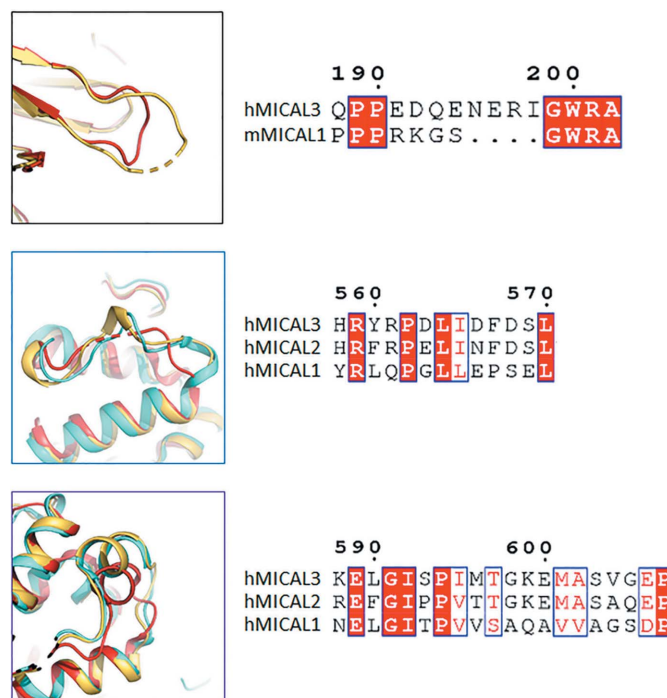 190 200
hMICAL3 QPPEDQENERIGWRA
mMICAL1 PPPRKGS....GWRA
560 570
hMICAL3 HRYRPDLIDFDSL
hMICAL2 HRFRPELINFDSL
hMICAL1 YRLQPGLLEPSEL
590 600
hMICAL3 KELGISPIMTGKEMASVGEP
hMICAL2 REFGIPPVTTGKEMASAQEP
hMICAL1 NELGITPVVSAQAVVAGSDP